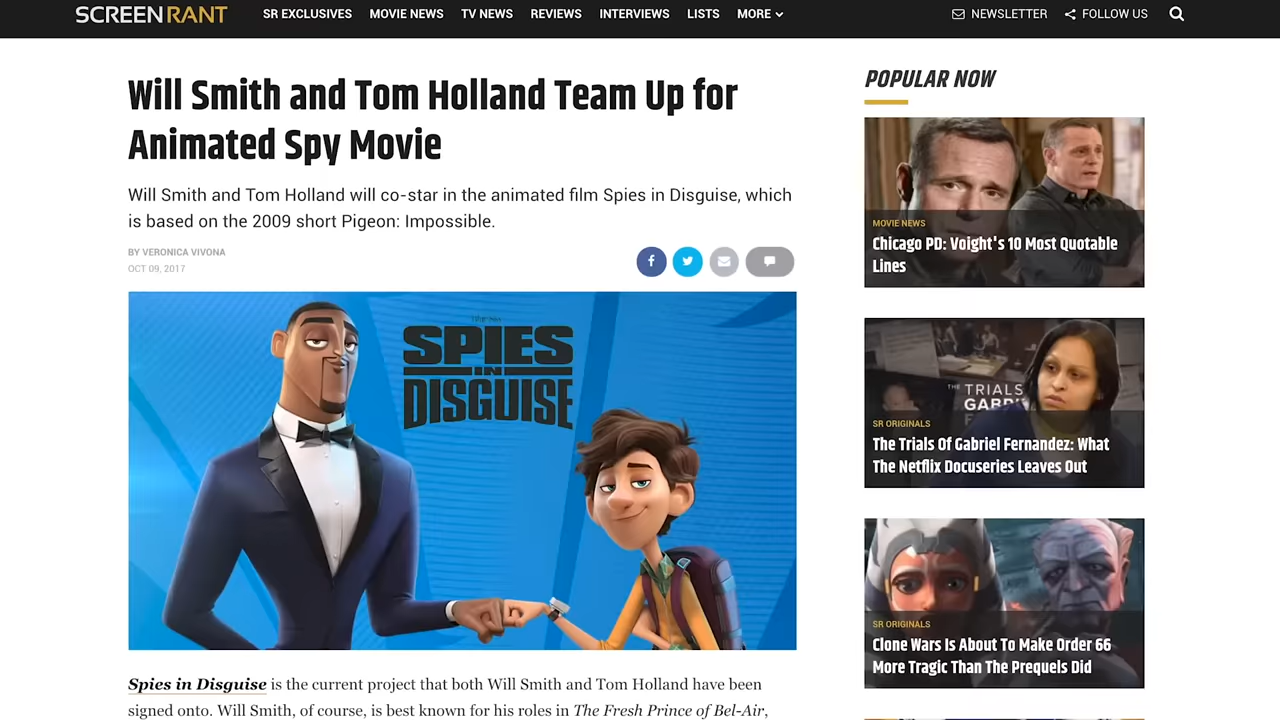 SCREENRANT
SR EXCLUSIVES
MOVIE NEWS
TV NEWS
REVIEWS
INTERVIEWS
LISTS
MORE
NEWSLETTER
FOLLOW US
Will Smith and Tom Holland Team Up for
Animated Spy Movie
Will Smith and Tom Holland will co-star in the animated film Spies in Disguise, which
is based on the 2009 short Pigeon: Impossible.
BY VERONICA VIVONA
OCT 09, 2017
SPIES
IN
DISGUISE
Spies in Disguise is the current project that both Will Smith and Tom Holland have been
signed onto. Will Smith, of course, is best known for his roles in The Fresh Prince of Bel-Air,
POPULAR NOW
MOVIE NEWS
Chicago PD: Voight's 10 Most Quotable
Lines
THE TRIALS
SR ORIGINALS
The Trials Of Gabriel Fernandez: What
The Netflix Docuseries Leaves Out
SR ORIGINALS
Clone Wars Is About To Make Order 66
More Tragic Than The Prequels Did